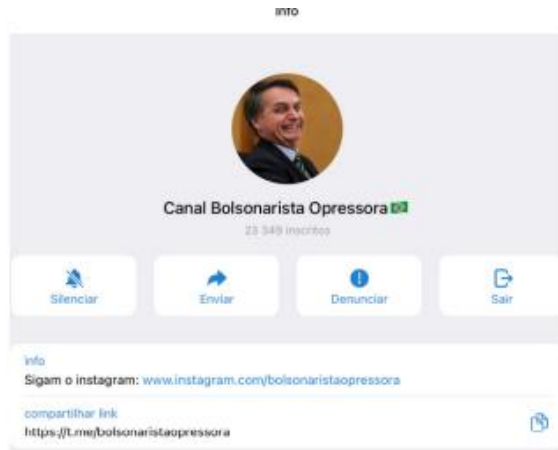 Info
Canal Bolsonarista Opressora🇧🇷
23 349 inscritos
Silenciar
Enviar
Denunciar
Sair
info
Sigam o instagram: www.instagram.com/bolsonaristaopressora
compartilhar link
https://t.me/bolsonaristaopressora